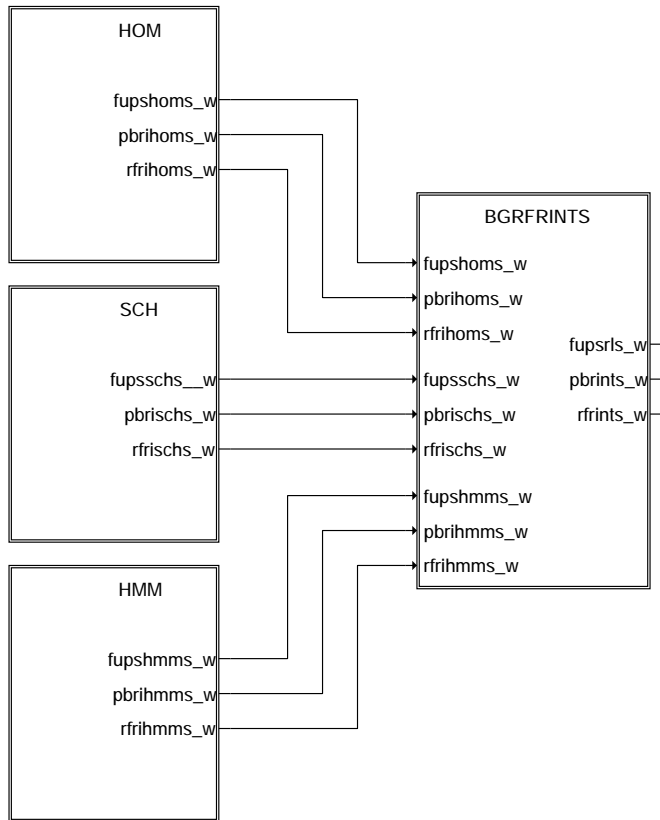 HOM
fupshoms_w
pbrihoms_w
rfrihoms_w
SCH
fupsschs__w
pbrischs_w
rfrischs_w
HMM
fupshmms_w
pbrihmms_w
rfrihmms_w
BGRFRINTS
fupshoms_w
pbrihoms_w
rfrihoms_w
fupsschs_w
pbrischs_w
rfrischs_w
fupshmms_w
pbrihmms_w
rfrihmms_w
fupsrls_w
pbrints_w
rfrints_w